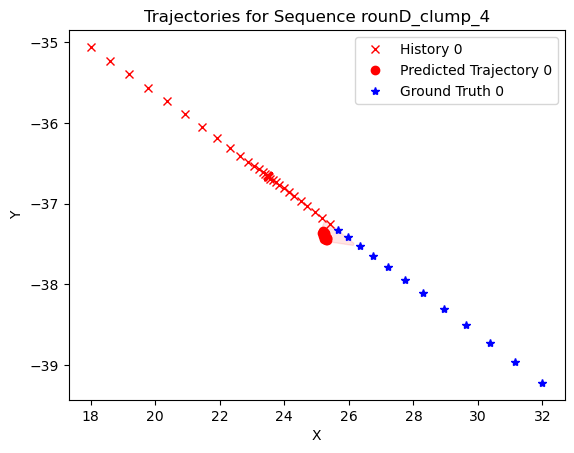 Trajectories for Sequence rounD_clump_4
History 0
Predicted Trajectory 0
Ground Truth 0
−35
−36
−37
−38
−39
Y
18 20 22 24 26 28 30 32
X